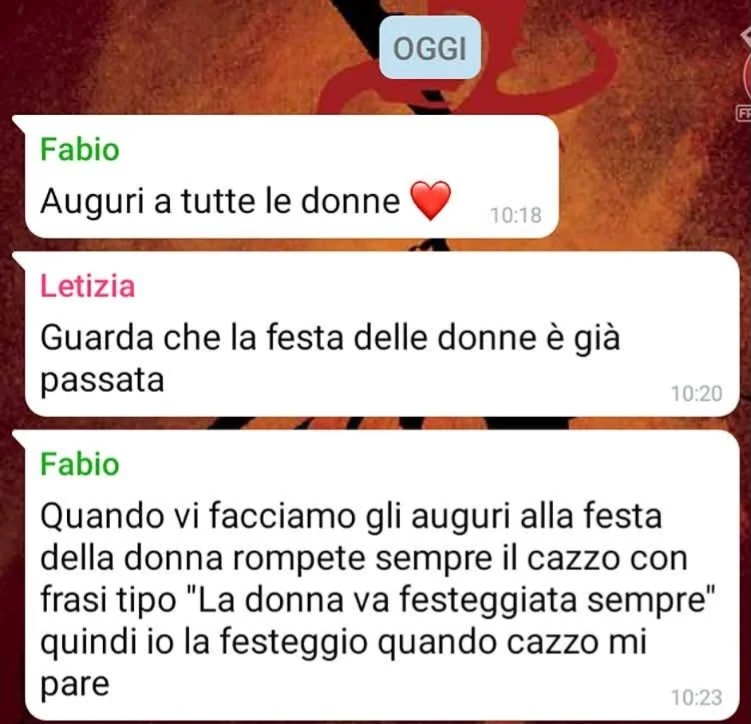 OGGI
Fabio
Auguri a tutte le donne ❤️
10:18
Letizia
Guarda che la festa delle donne è già
passata
10:20
Fabio
Quando vi facciamo gli auguri alla festa
della donna rompete sempre il cazzo con
frasi tipo "La donna va festeggiata sempre"
quindi io la festeggio quando cazzo mi
pare
10:23